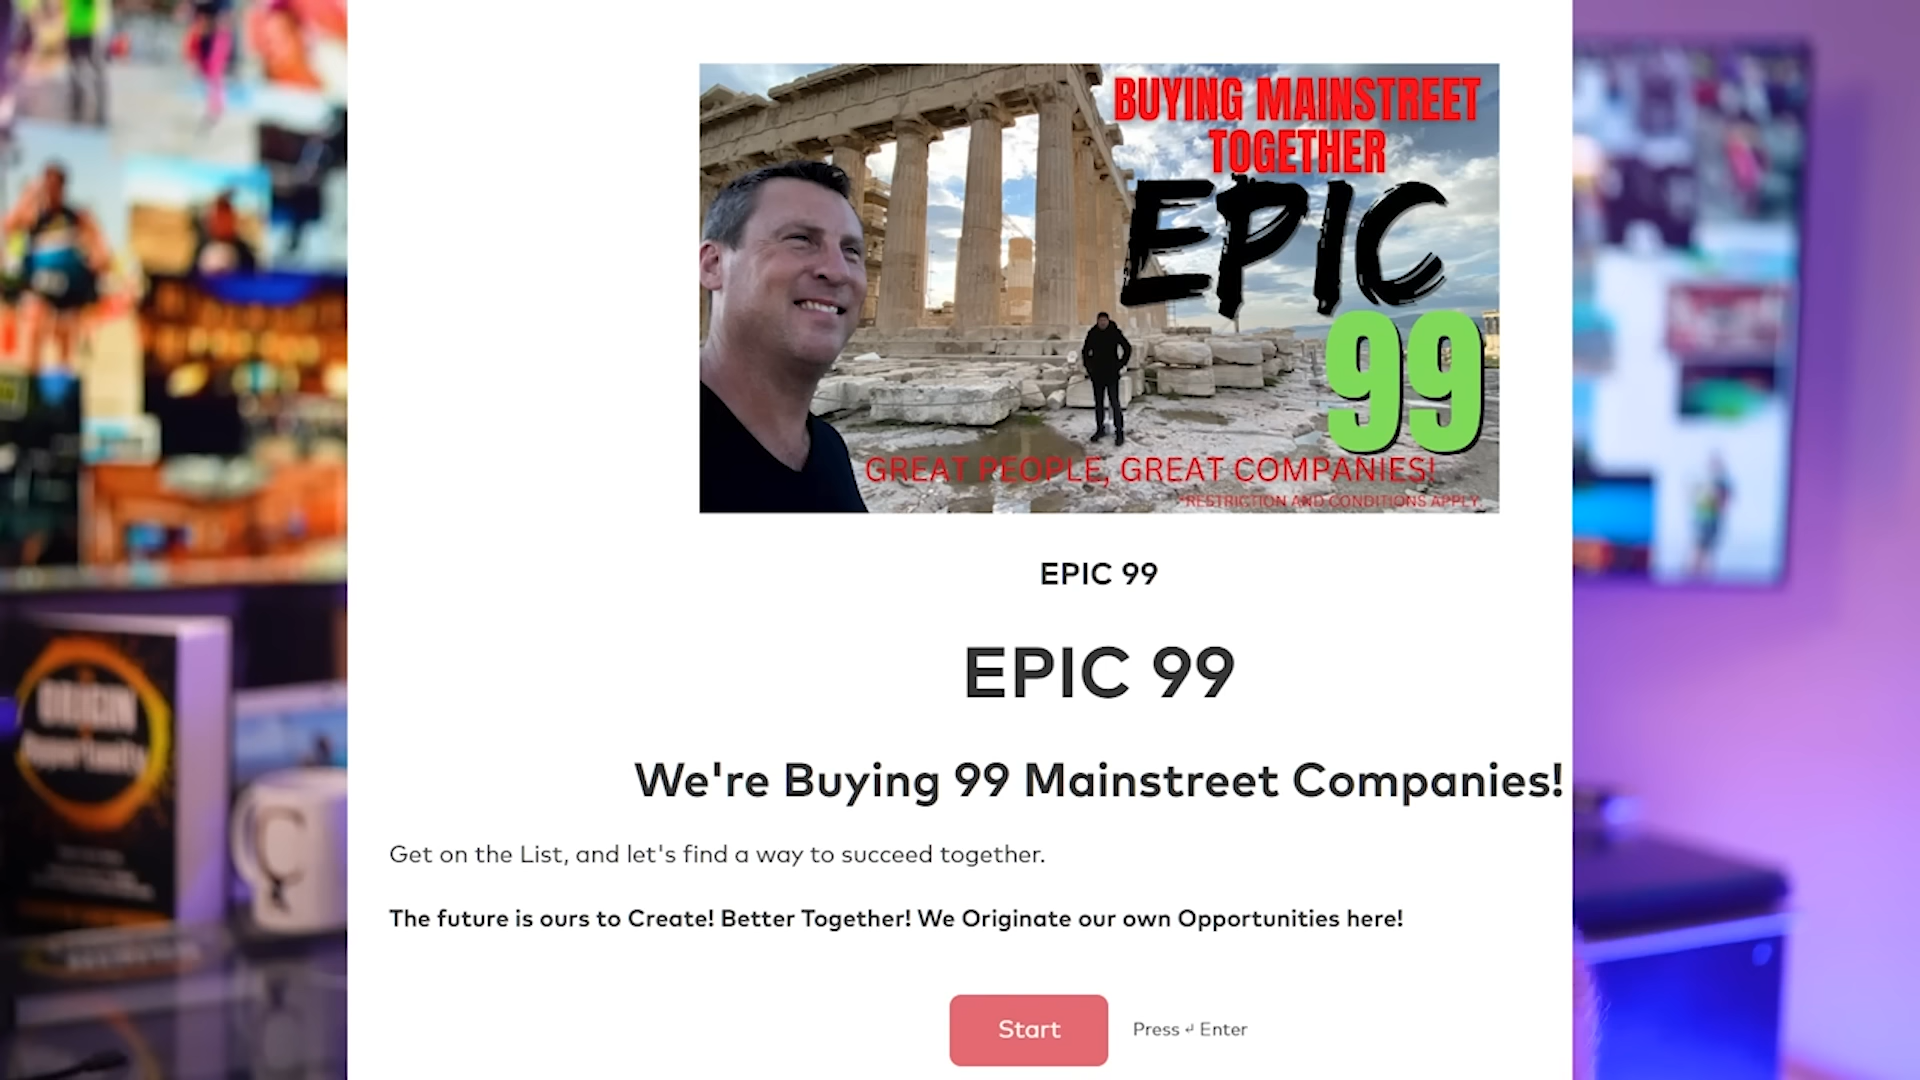 BUYING MAINSTREET
TOGETHER
EPIC
99
GREAT PEOPLE, GREAT COMPANIES!
*RESTRICTION AND CONDITIONS APPLY.
EPIC 99
EPIC 99
We're Buying 99 Mainstreet Companies!
Get on the List, and let's find a way to succeed together.
The future is ours to Create! Better Together! We Originate our own Opportunities here!
Start
Press ↵ Enter
ORIGIN
Opportunity